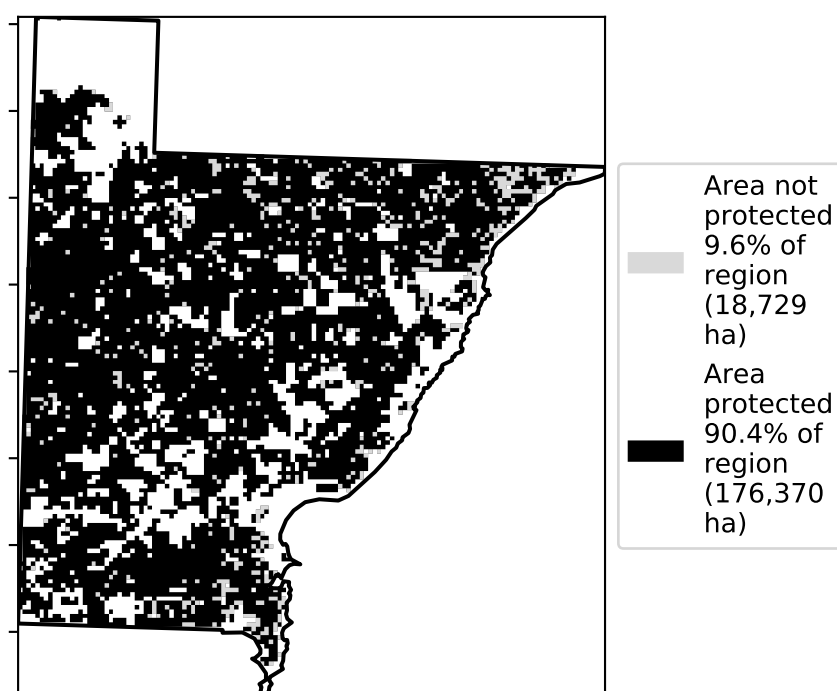 Area not
protected
9.6% of
region
(18,729
ha)
Area
protected
90.4% of
region
(176,370
ha)